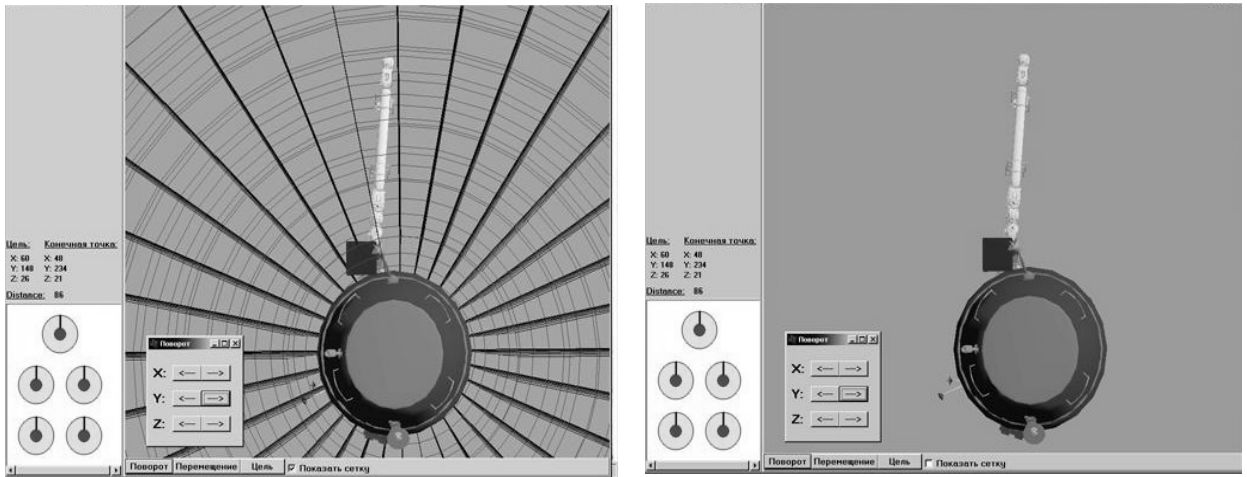 Цель: Конечная точка:
X: 60 X: 48
Y: 148 Y: 234
Z: 26 Z: 21
Distance: 86
Поворот
X: <— —>
Y: <— —>
Z: <— —>
Поворот Перемещение Цель Показать сетку
Цель: Конечная точка:
X: 60 X: 48
Y: 148 Y: 234
Z: 26 Z: 21
Distance: 86
Поворот
X: <— —>
Y: <— —>
Z: <— —>
Поворот Перемещение Цель Показать сетку